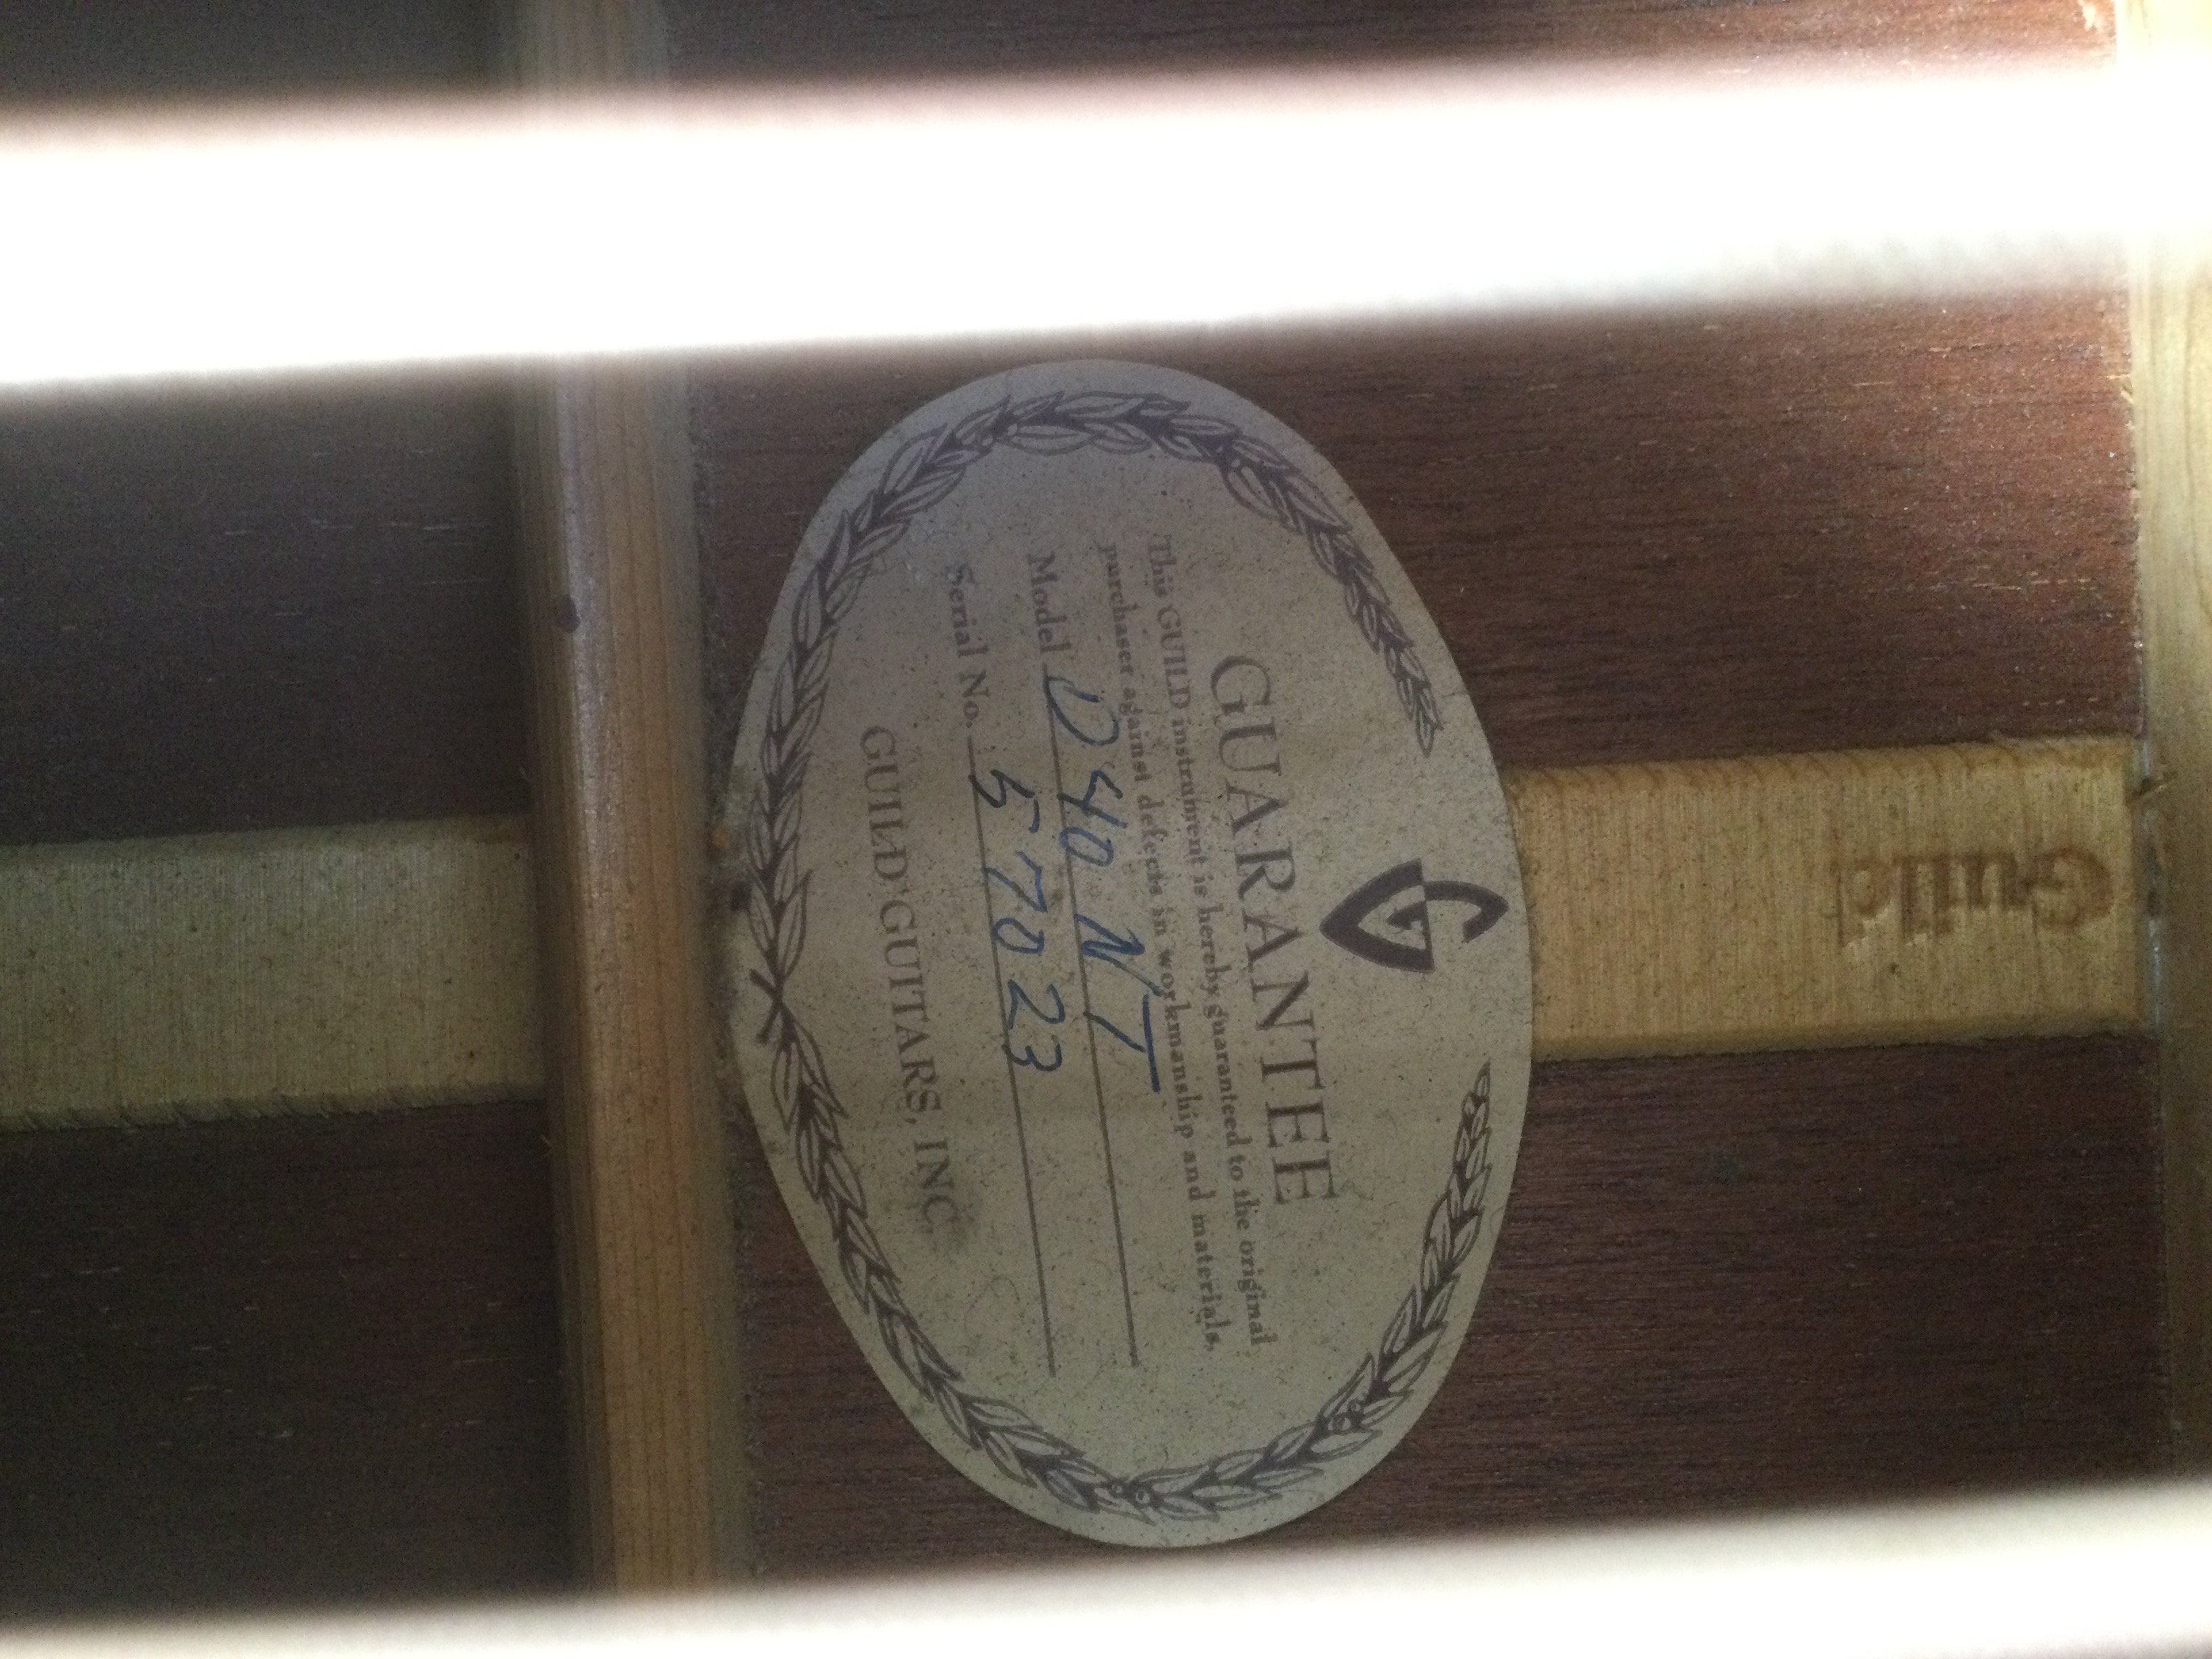 G
GUARANTEE
This GUILD instrument is hereby guaranteed to the original
purchaser against defects in workmanship and materials.
Model D40 NT
Serial No. 57023
GUILD GUITARS, INC.
Guild